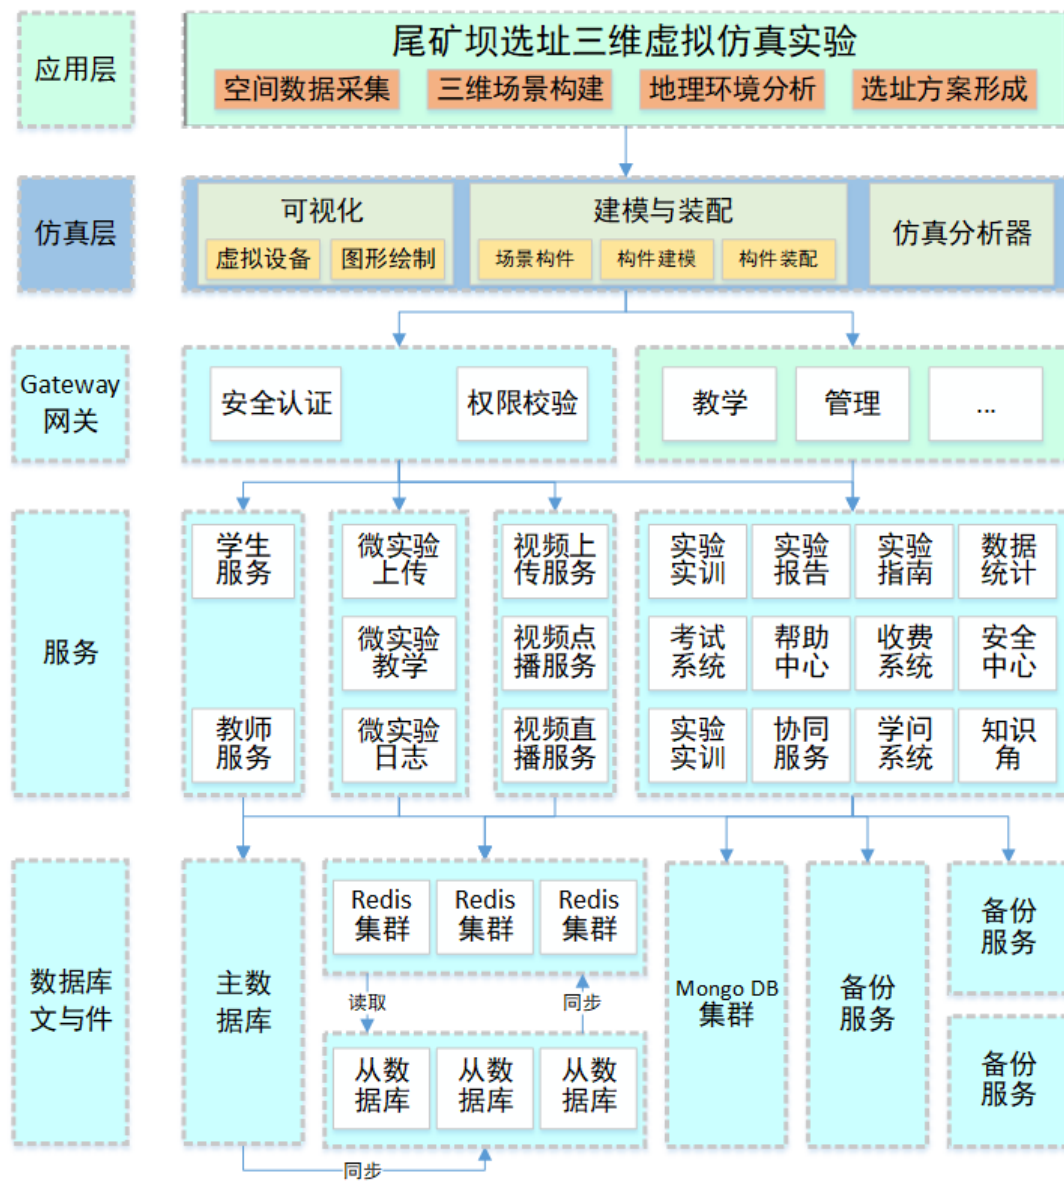 尾矿坝选址三维虚拟仿真实验
应用层
空间数据采集
三维场景构建
地理环境分析
选址方案形成
仿真层
可视化
虚拟设备
图形绘制
建模与装配
场景构件
构件建模
构件装配
仿真分析器
Gateway
网关
安全认证
权限校验
教学
管理
...
服务
学生
服务
微实验
上传
视频上
传服务
实验
实训
实验
报告
实验
指南
数据
统计
微实验
教学
视频点
播服务
考试
系统
帮助
中心
收费
系统
安全
中心
教师
服务
微实验
日志
视频直
播服务
实验
实训
协同
服务
学问
系统
知识
角
数据库
文与件
主数
据库
Redis
集群
Redis
集群
Redis
集群
读取
同步
从数
据库
从数
据库
从数
据库
同步
Mongo DB
集群
备份
服务
备份
服务
备份
服务